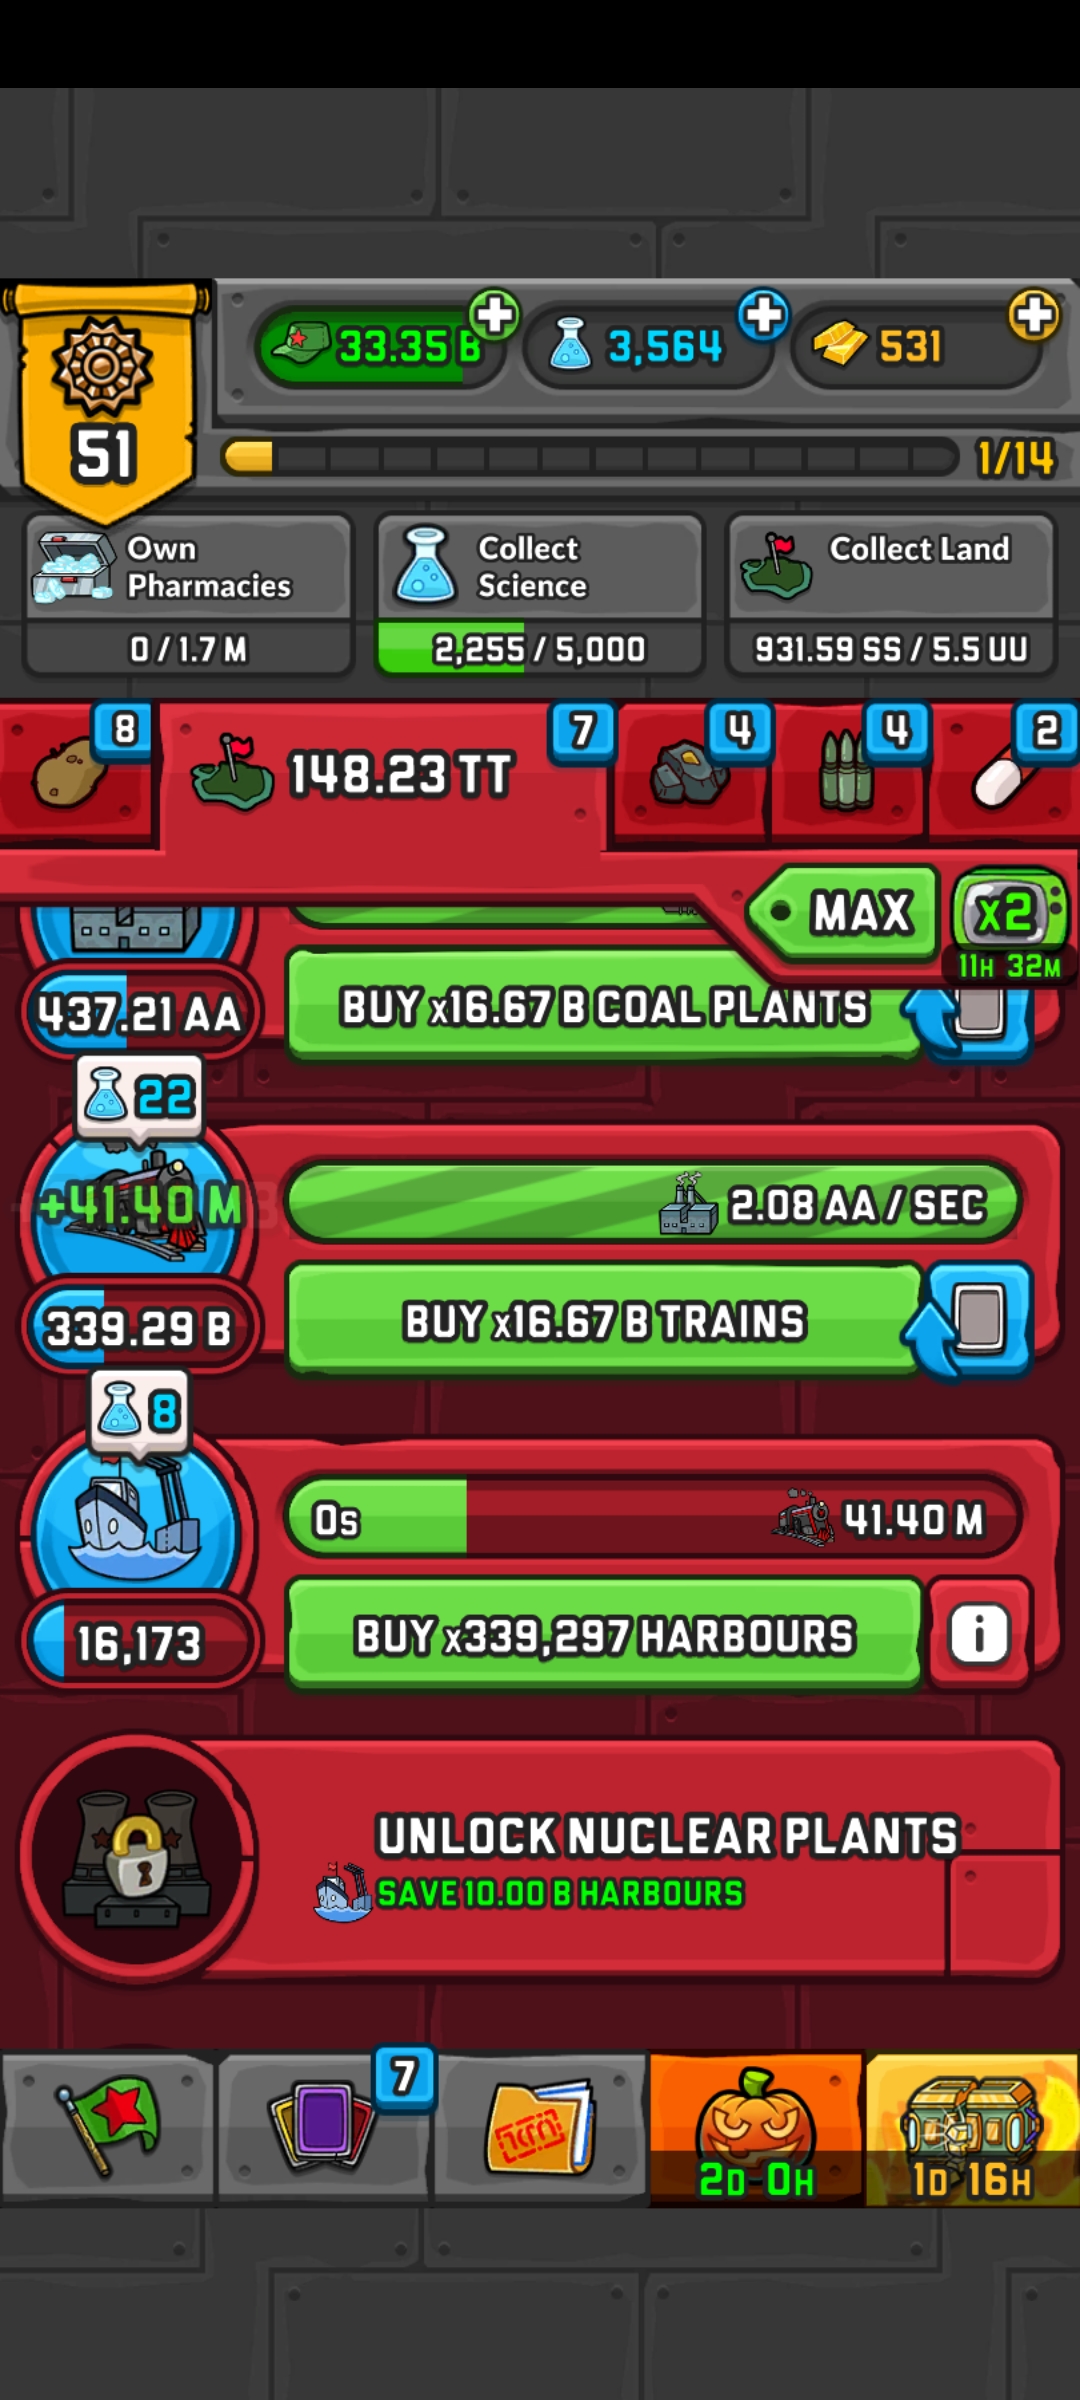 33.35 B
3,564
531
51
1/14
Own
Pharmacies
0 / 1.7 M
Collect
Science
2,255 / 5,000
Collect Land
931.59 SS / 5.5 UU
8
148.23 TT
7
4
4
2
MAX
x2
11H 32M
437.21 AA
BUY x16.67 B COAL PLANTS
22
+41.40 M
2.08 AA / SEC
339.29 B
BUY x16.67 B TRAINS
8
0s
41.40 M
16,173
BUY x339,297 HARBOURS
i
UNLOCK NUCLEAR PLANTS
SAVE 10.00 B HARBOURS
7
2D 0H
1D 16H